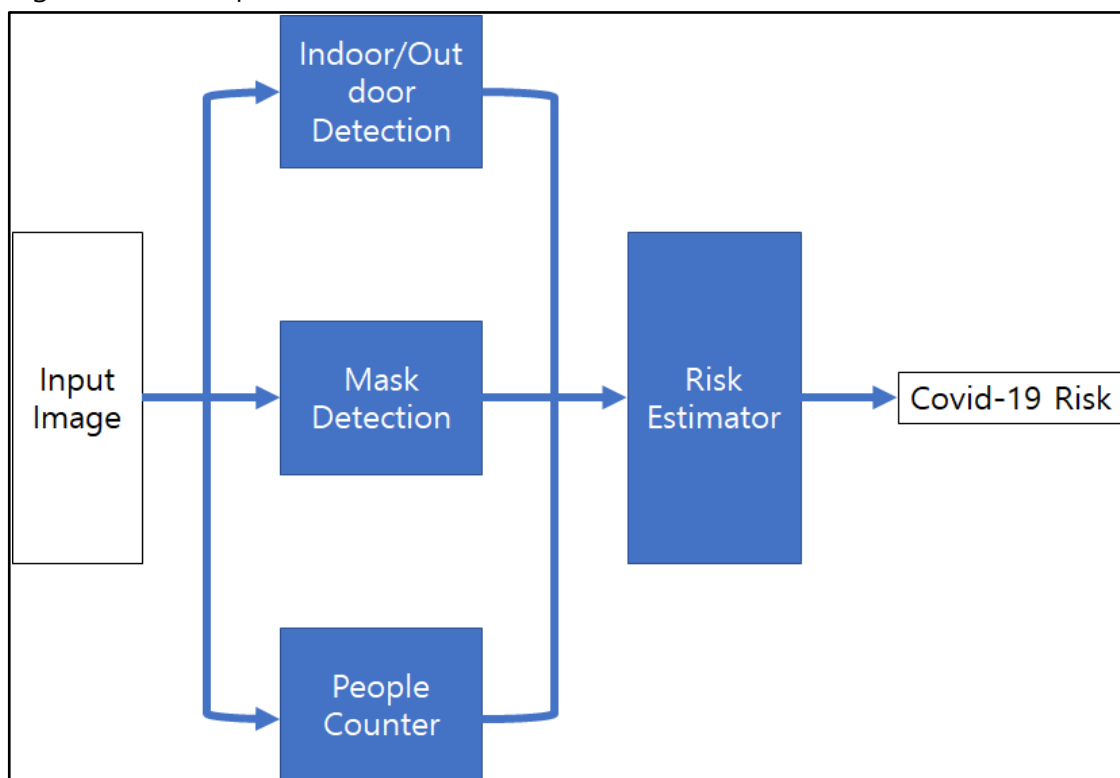 Indoor/Out
door
Detection
Input
Image
Mask
Detection
Risk
Estimator
Covid-19 Risk
People
Counter